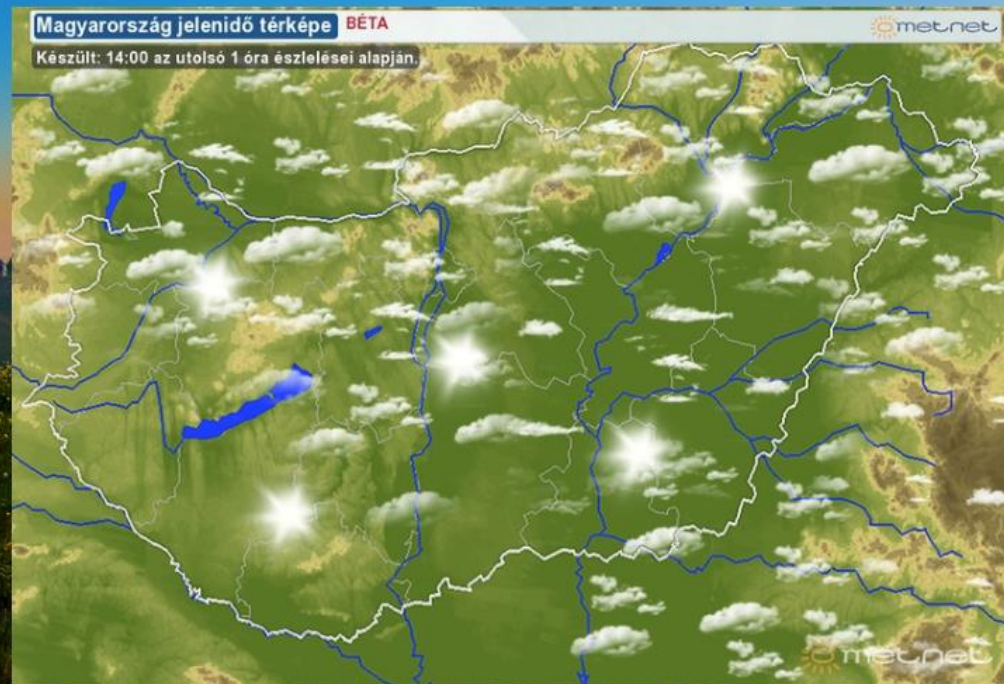 Magyarország jelenidő térképe BÉTA
metnet
Készült: 14:00 az utolsó 1 óra észlelései alapján.
metnet